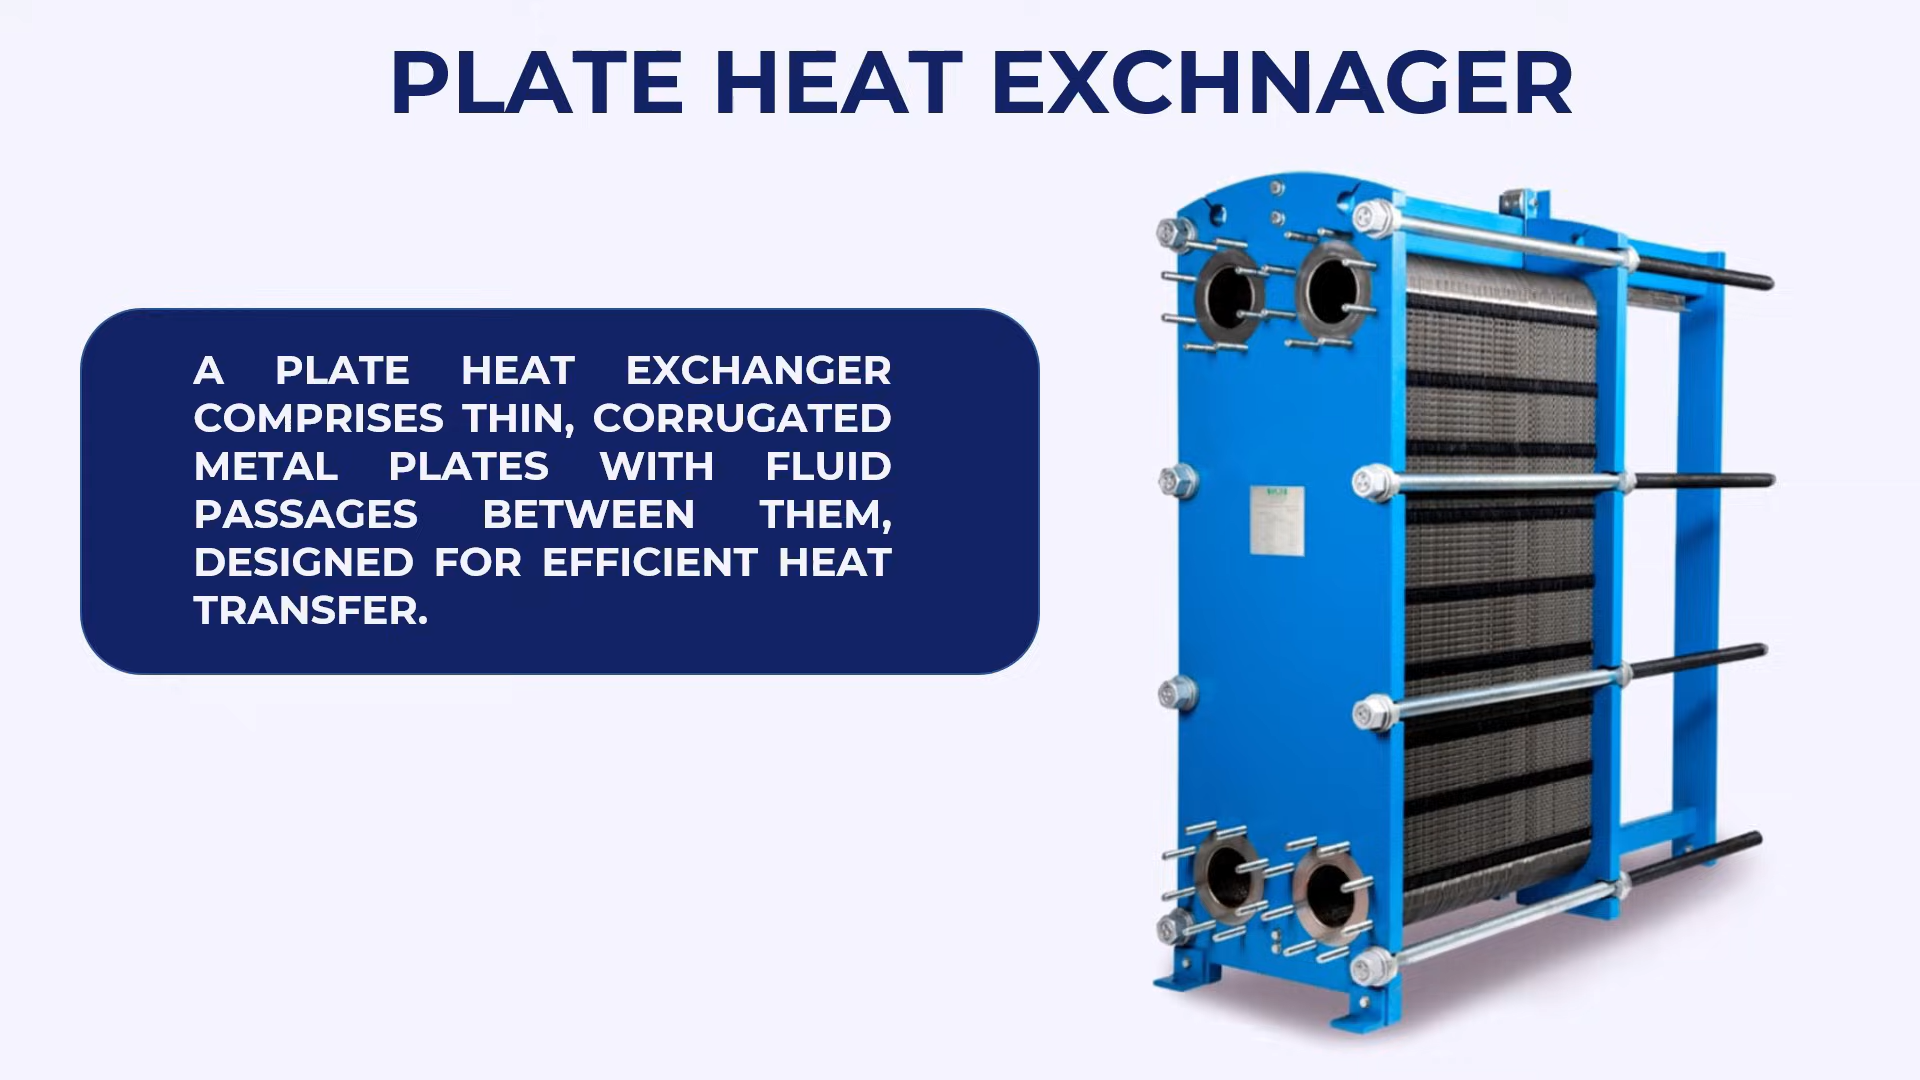 PLATE HEAT EXCHNAGER
A PLATE HEAT EXCHANGER
COMPRISES THIN, CORRUGATED
METAL PLATES WITH FLUID
PASSAGES BETWEEN THEM,
DESIGNED FOR EFFICIENT HEAT
TRANSFER.